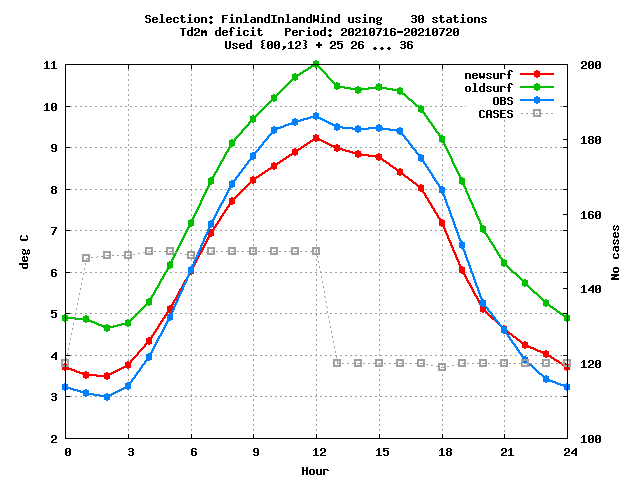 Selection: FinlandInlandWind using    30 stations
Td2m deficit   Period: 20210716-20210720
Used {00,12} + 25 26 ... 36
newsurf
oldsurf
OBS
CASES
11
10
9
8
7
6
5
4
3
2
deg C
200
180
160
140
120
100
No cases
0 3 6 9 12 15 18 21 24
Hour